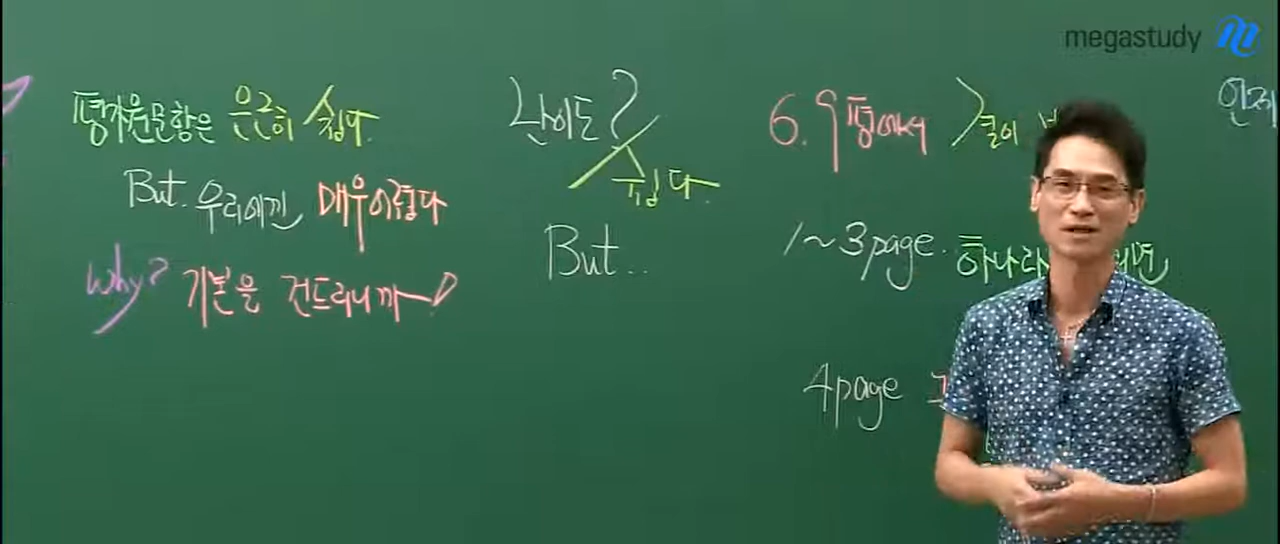 megastudy
평가원문항은 은근히 쉽다.
But. 우리에겐 매우어렵다
Why? 기본을 건드리니까~
난이도?
쉽다.
But..
6. 9평에서
1~3page.
4page